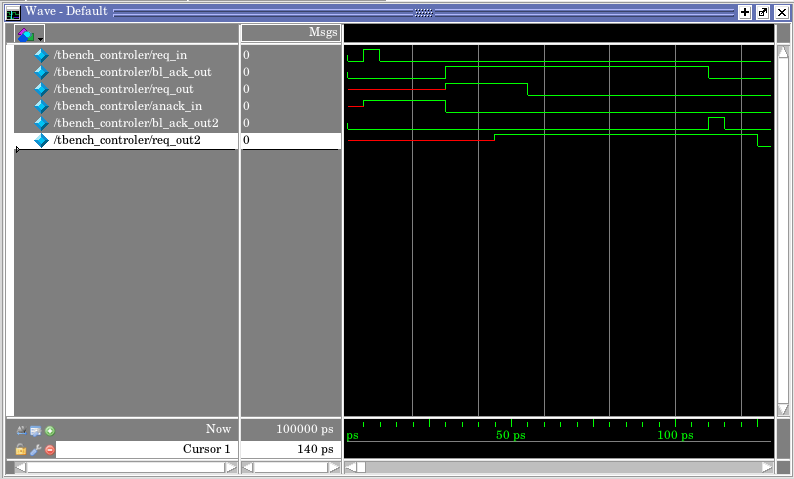 Wave - Default
Msgs
/tbench_controler/req_in 0
/tbench_controler/bl_ack_out 0
/tbench_controler/req_out 0
/tbench_controler/anack_in 0
/tbench_controler/bl_ack_out2 0
/tbench_controler/req_out2 0
Now 100000 ps ps 50 ps 100 ps
Cursor 1 140 ps